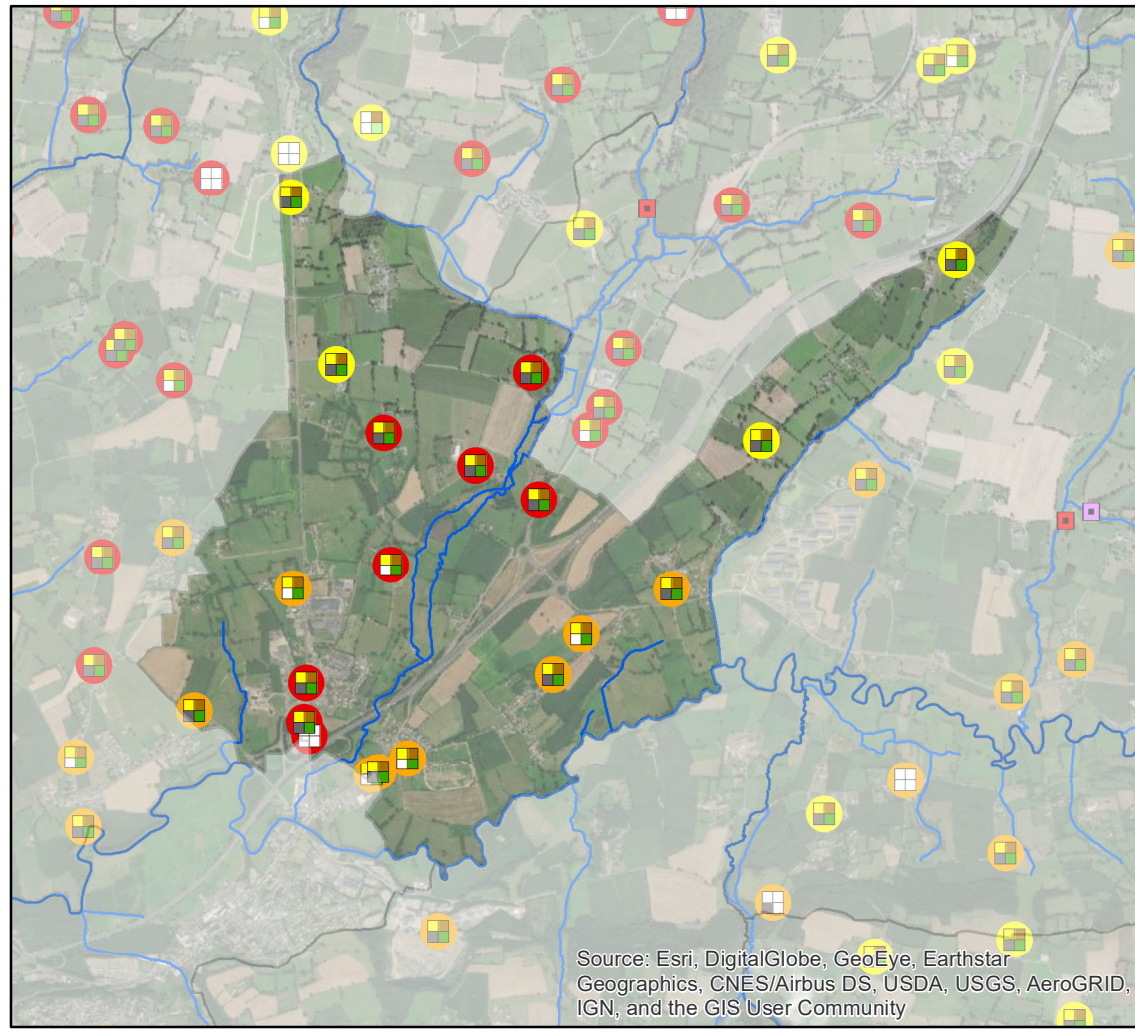 Source: Esri, DigitalGlobe, GeoEye, Earthstar
Geographics, CNES/Airbus DS, USDA, USGS, AeroGRID,
IGN, and the GIS User Community